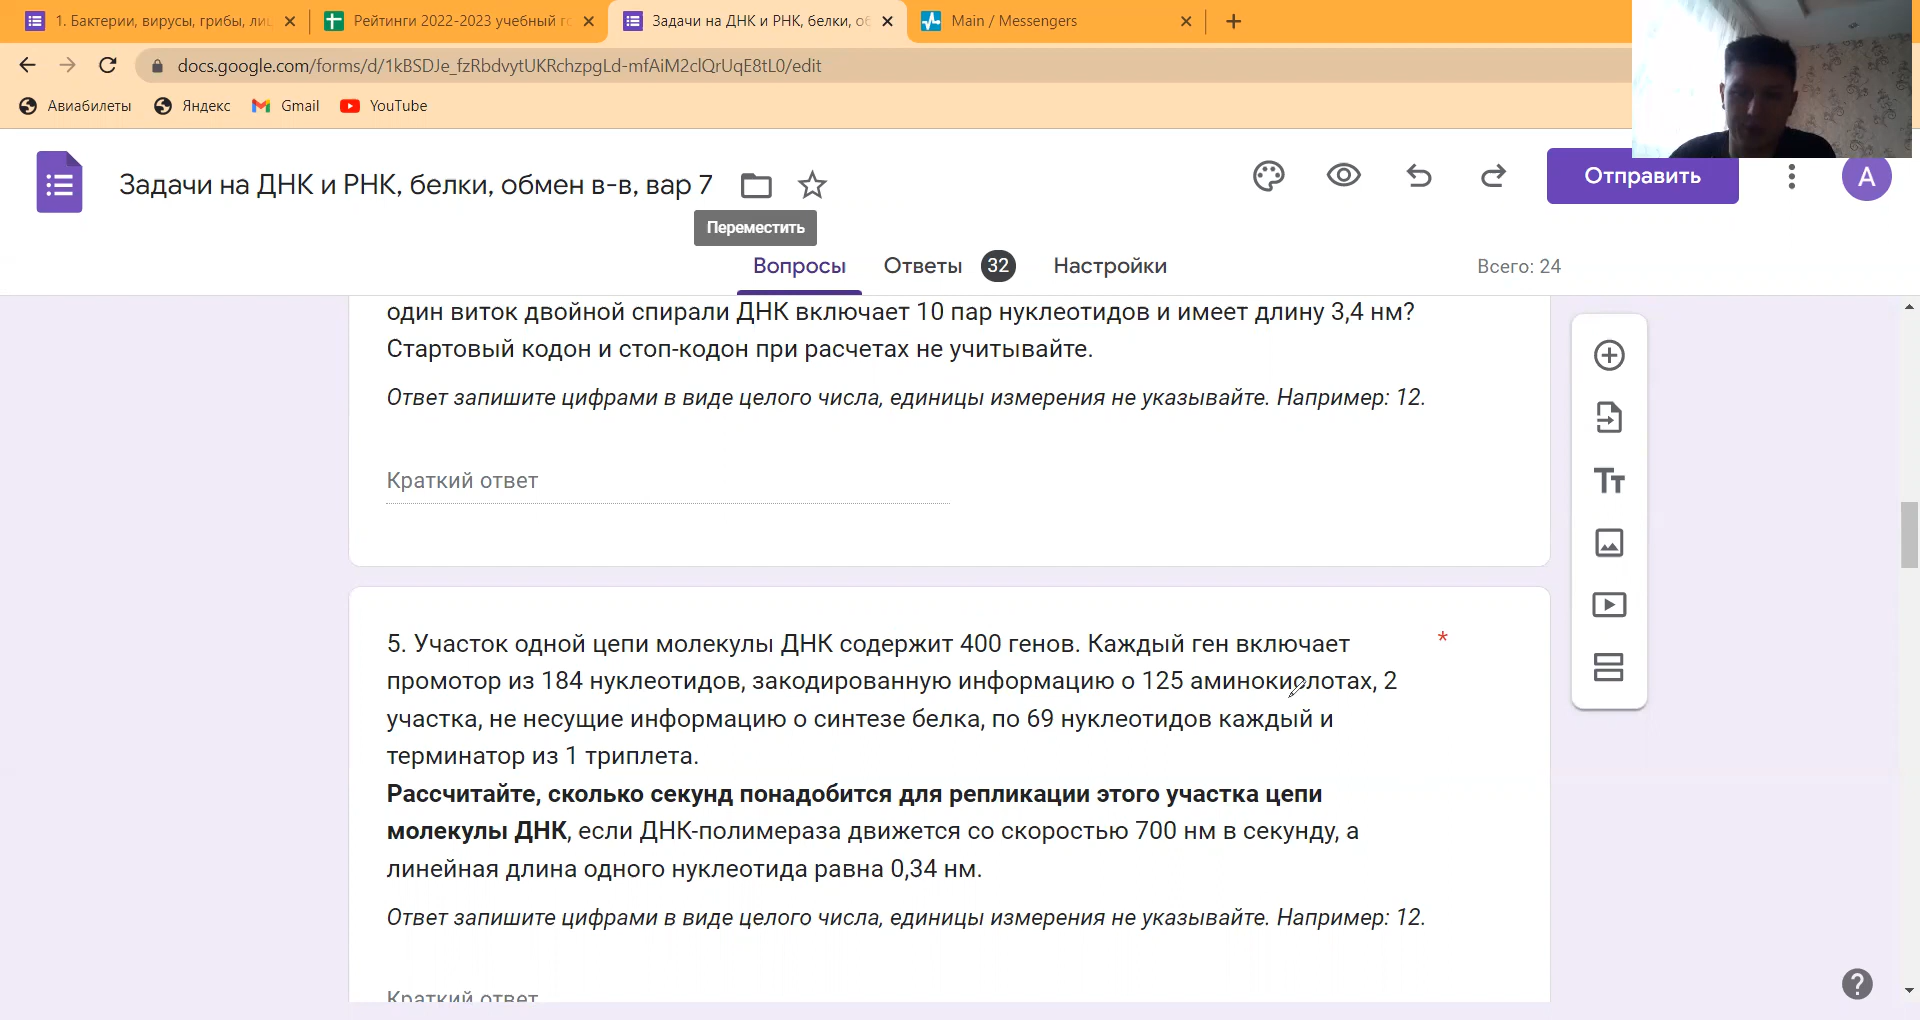 1. Бактерии, вирусы, грибы, ли
Рейтинги 2022-2023 учебный г
Задачи на ДНК и РНК, белки, о
Main / Messengers
docs.google.com/forms/d/1kBSDJe_fzRbdvytUKRchzpgLd-mfAiM2clQrUqE8tL0/edit
Авиабилеты
Яндекс
Gmail
YouTube
Задачи на ДНК и РНК, белки, обмен в-в, вар 7
Отправить
A
Переместить
Вопросы
Ответы 32
Настройки
Всего: 24
один виток двойной спирали ДНК включает 10 пар нуклеотидов и имеет длину 3,4 нм?
Стартовый кодон и стоп-кодон при расчетах не учитывайте.
Ответ запишите цифрами в виде целого числа, единицы измерения не указывайте. Например: 12.
Краткий ответ
5. Участок одной цепи молекулы ДНК содержит 400 генов. Каждый ген включает *
промотор из 184 нуклеотидов, закодированную информацию о 125 аминокислотах, 2
участка, не несущие информацию о синтезе белка, по 69 нуклеотидов каждый и
терминатор из 1 триплета.
Рассчитайте, сколько секунд понадобится для репликации этого участка цепи
молекулы ДНК, если ДНК-полимераза движется со скоростью 700 нм в секунду, а
линейная длина одного нуклеотида равна 0,34 нм.
Ответ запишите цифрами в виде целого числа, единицы измерения не указывайте. Например: 12.
Краткий ответ